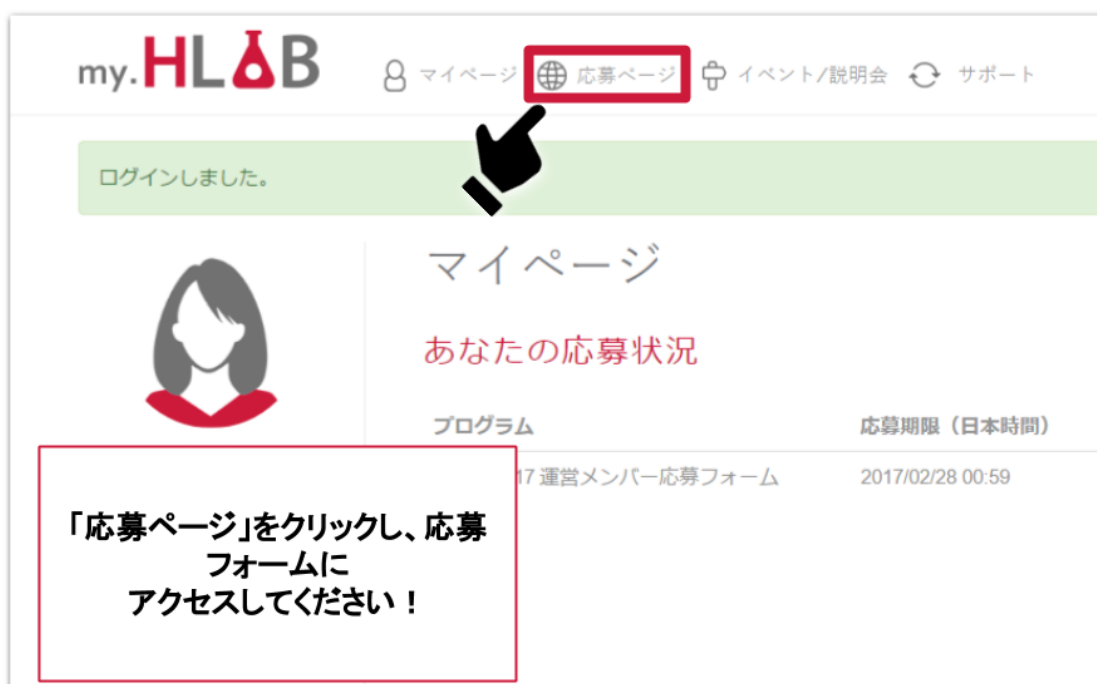 my.HLAB
マイページ 応募ページ イベント/説明会 サポート
ログインしました。
マイページ
あなたの応募状況
プログラム 応募期限（日本時間）
17 運営メンバー応募フォーム 2017/02/28 00:59
「応募ページ」をクリックし、応募
フォームに
アクセスしてください！